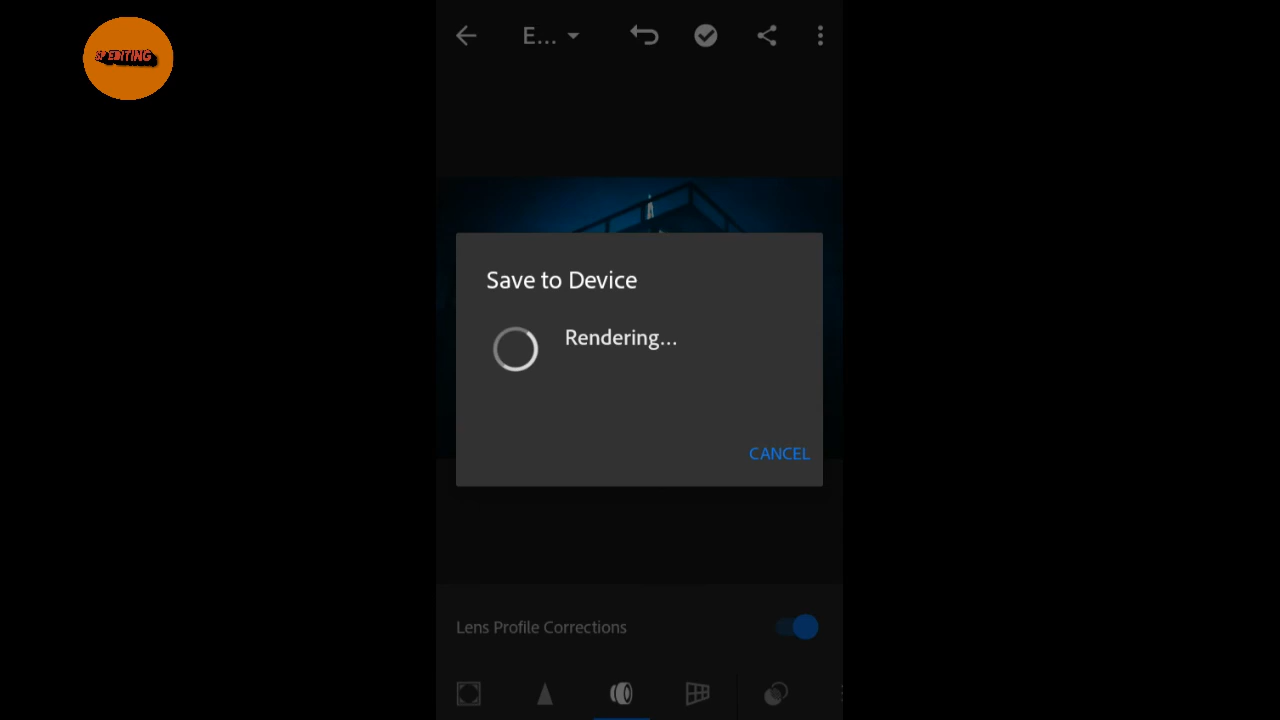 SP EDITING
E...
Save to Device
Rendering...
CANCEL
Lens Profile Corrections